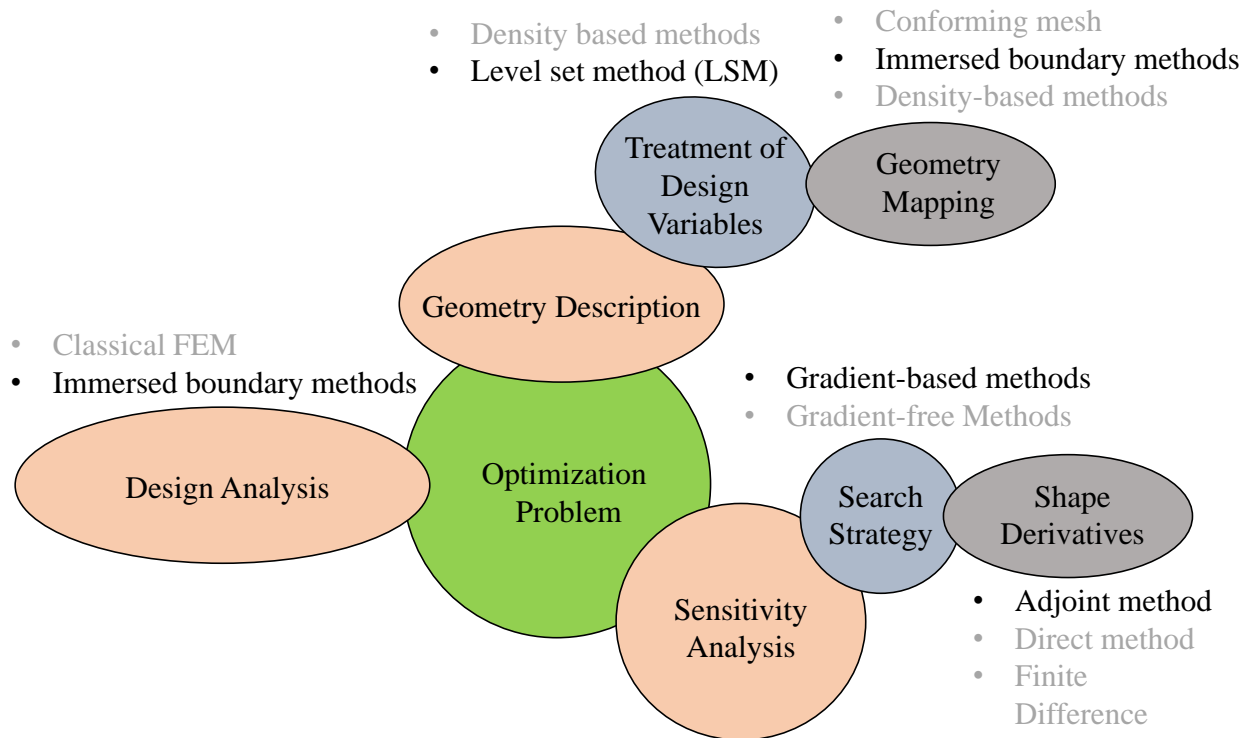 • Density based methods
• Level set method (LSM)
• Conforming mesh
• Immersed boundary methods
• Density-based methods
Treatment of
Design
Variables
Geometry
Mapping
Geometry Description
• Classical FEM
• Immersed boundary methods
• Gradient-based methods
• Gradient-free Methods
Design Analysis
Optimization
Problem
Search
Strategy
Shape
Derivatives
Sensitivity
Analysis
• Adjoint method
• Direct method
• Finite
Difference